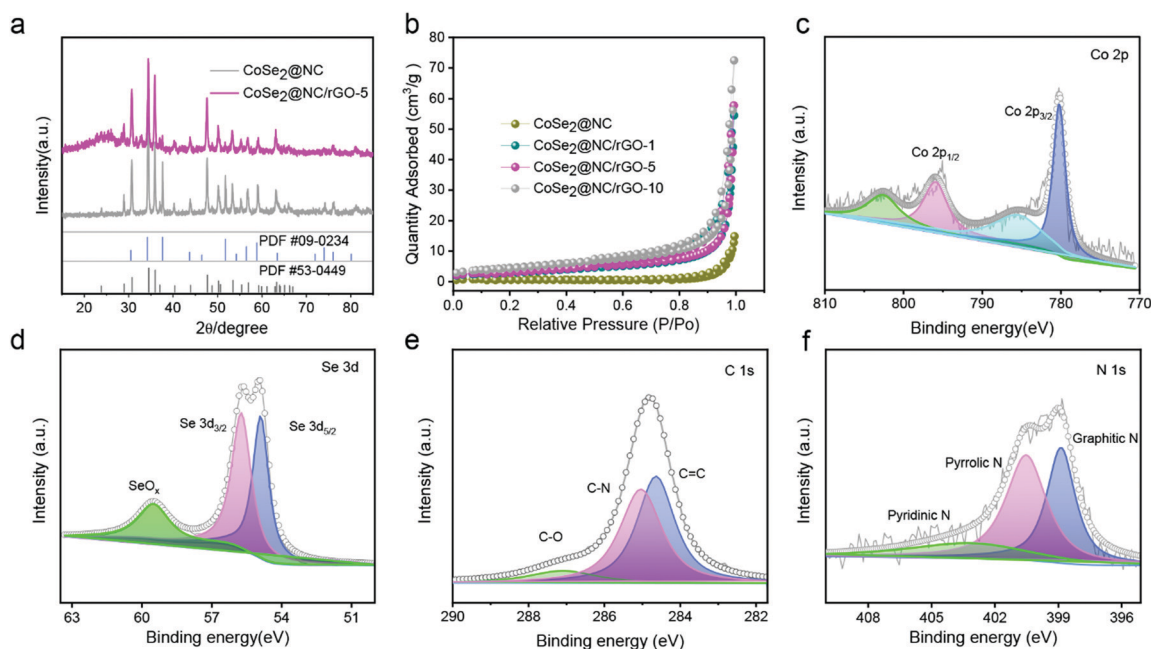 a
Intensity(a.u.)
CoSe₂@NC
CoSe₂@NC/rGO-5
PDF #09-0234
PDF #53-0449
20 30 40 50 60 70 80
2θ/degree
b
Quantity Adsorbed (cm³/g)
80
70
60
50
40
30
20
10
0
CoSe₂@NC
CoSe₂@NC/rGO-1
CoSe₂@NC/rGO-5
CoSe₂@NC/rGO-10
0.0 0.2 0.4 0.6 0.8 1.0
Relative Pressure (P/Po)
c
Intensity (a.u.)
Co 2p
Co 2p₃/₂
Co 2p₁/₂
810 800 790 780 770
Binding energy(eV)
d
Intensity (a.u.)
Se 3d
Se 3d₃/₂
Se 3d₅/₂
SeOₓ
63 60 57 54 51
Binding energy(eV)
e
Intensity (a.u.)
C 1s
C=C
C-N
C-O
290 288 286 284 282
Binding energy (eV)
f
Intensity (a.u.)
N 1s
Graphitic N
Pyrrolic N
Pyridinic N
408 405 402 399 396
Binding energy (eV)